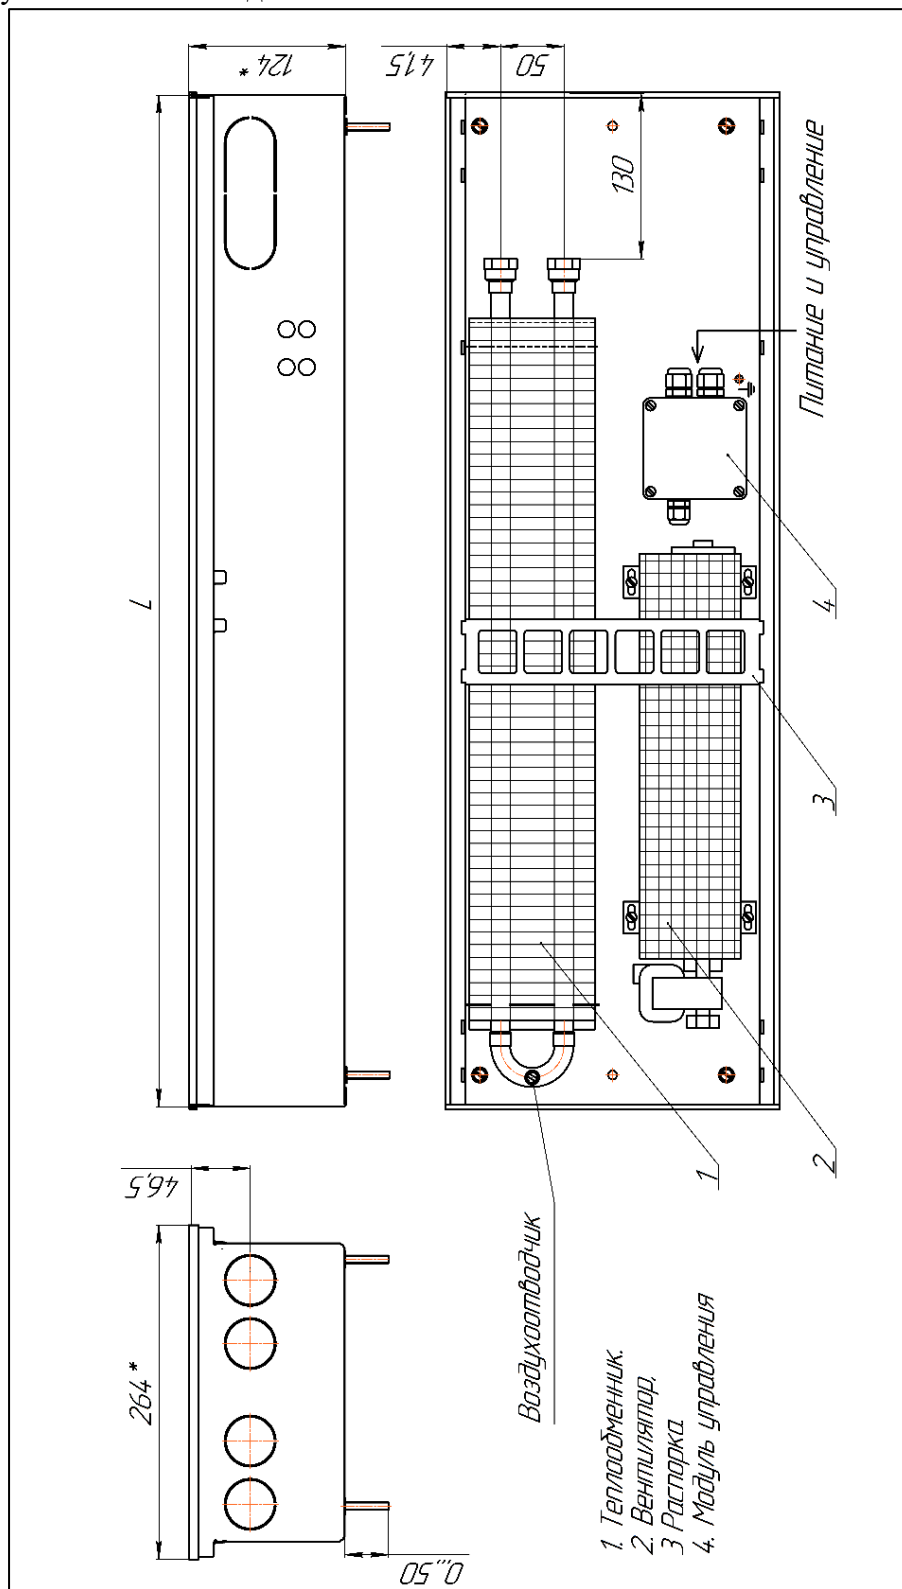 124*
41,5
50
130
L
Питание и управление
4
3
2
1
46,5
264*
0...50
Воздухоотводчик
1. Теплообменник.
2. Вентилятор.
3 Распорка
4. Модуль управления